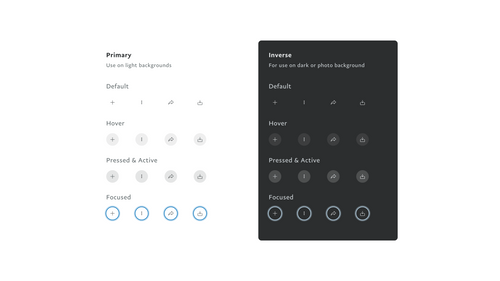 Primary
Use on light backgrounds
Default
Hover
Pressed & Active
Focused
Inverse
For use on dark or photo background
Default
Hover
Pressed & Active
Focused